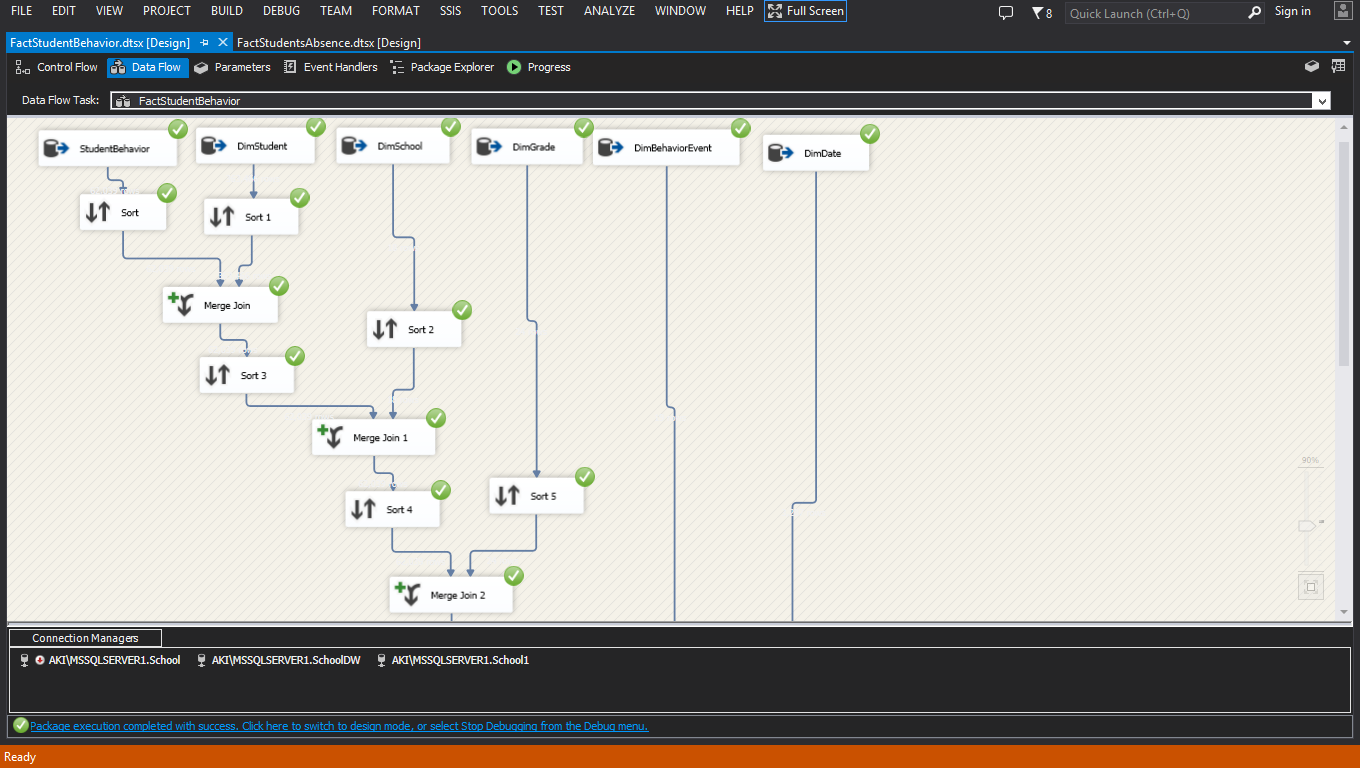 FILE EDIT VIEW PROJECT BUILD DEBUG TEAM FORMAT SSIS TOOLS TEST ANALYZE WINDOW HELP Full Screen 8 Quick Launch (Ctrl+Q) Sign in
FactStudentBehavior.dtsx [Design] FactStudentsAbsence.dtsx [Design]
Control Flow Data Flow Parameters Event Handlers Package Explorer Progress
Data Flow Task: FactStudentBehavior
StudentBehavior DimStudent DimSchool DimGrade DimBehaviorEvent DimDate
Sort Sort 1
Merge Join
Sort 2
Sort 3
Merge Join 1
90%
Sort 4 Sort 5
Merge Join 2
Connection Managers
AKI\MSSQLSERVER1.School AKI\MSSQLSERVER1.SchoolDW AKI\MSSQLSERVER1.School1
Package execution completed with success. Click here to switch to design mode, or select Stop Debugging from the Debug menu.
Ready